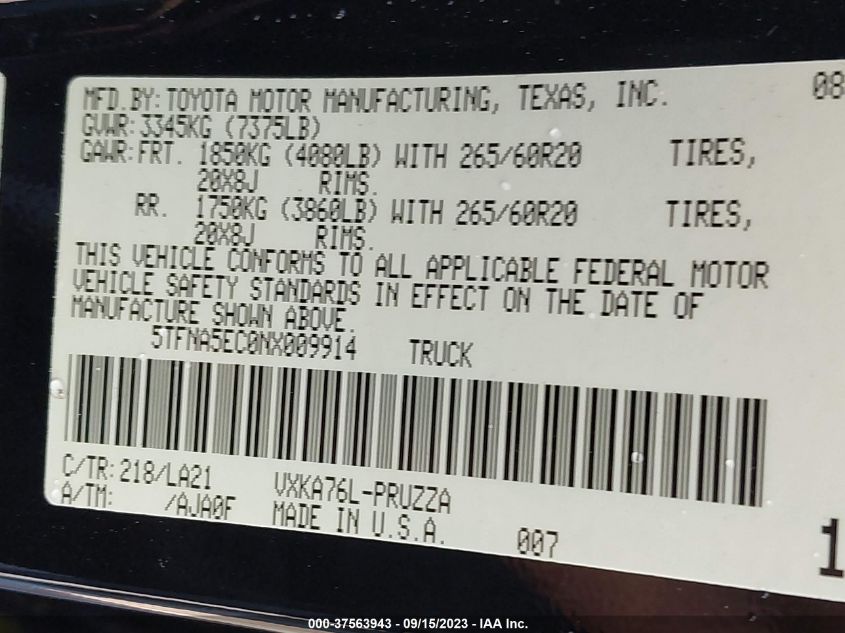 MFD.BY: TOYOTA MOTOR MANUFACTURING, TEXAS, INC. 08
GVWR: 3345KG (7375LB)
GAWR: FRT. 1850KG (4080LB) WITH 265/60R20 TIRES,
20X8J RIMS.
RR. 1750KG (3860LB) WITH 265/60R20 TIRES,
20X8J RIMS.
THIS VEHICLE CONFORMS TO ALL APPLICABLE FEDERAL MOTOR
VEHICLE SAFETY STANDARDS IN EFFECT ON THE DATE OF
MANUFACTURE SHOWN ABOVE.
5TFNA5EC0NX009914 TRUCK
C/TR: 218/LA21 VXKA76L-PRUZZA
A/TM: /AJA0F MADE IN U.S.A. 007
1
000-37563943 - 09/15/2023 - IAA Inc.